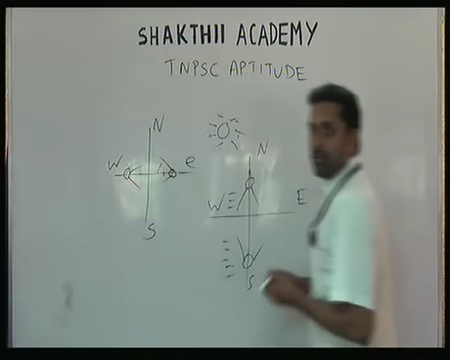 SHAKTHII ACADEMY
TNPSC APTITUDE
N
W e
S
N
W E
S